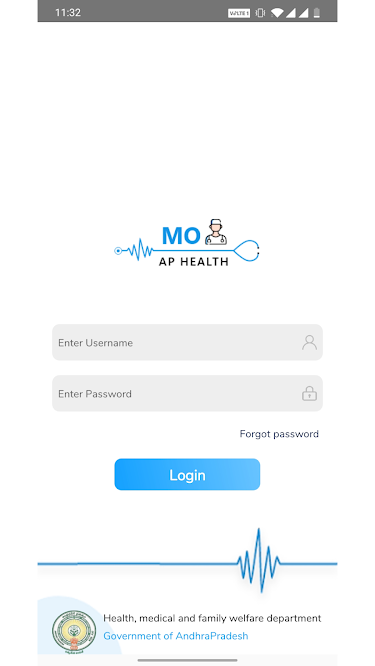 11:32
VoLTE 1
MO
AP HEALTH
Enter Username
Enter Password
Forgot password
Login
Health, medical and family welfare department
Government of AndhraPradesh